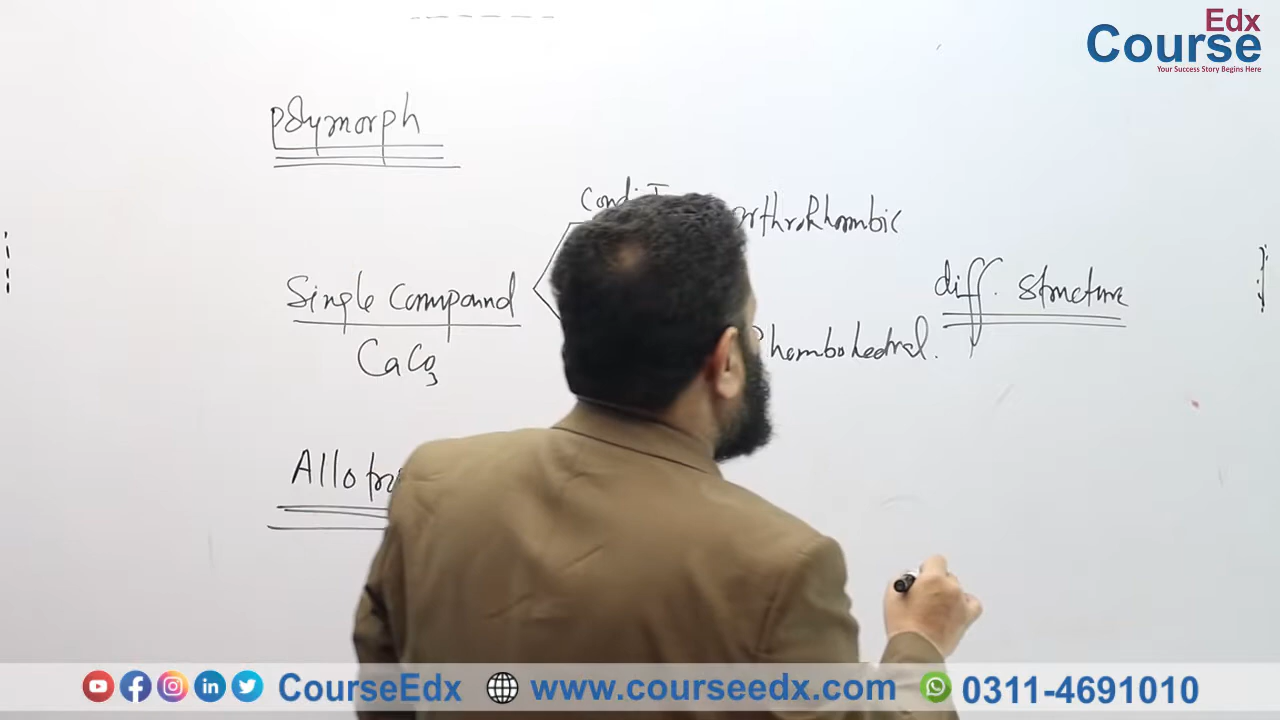 Edx
Course
Your Success Story Begins Here
polymorph
orthroRhombic
Single Compound
diff. structure
CaCO3
Rhombohedral.
CourseEdx
www.courseedx.com
0311-4691010